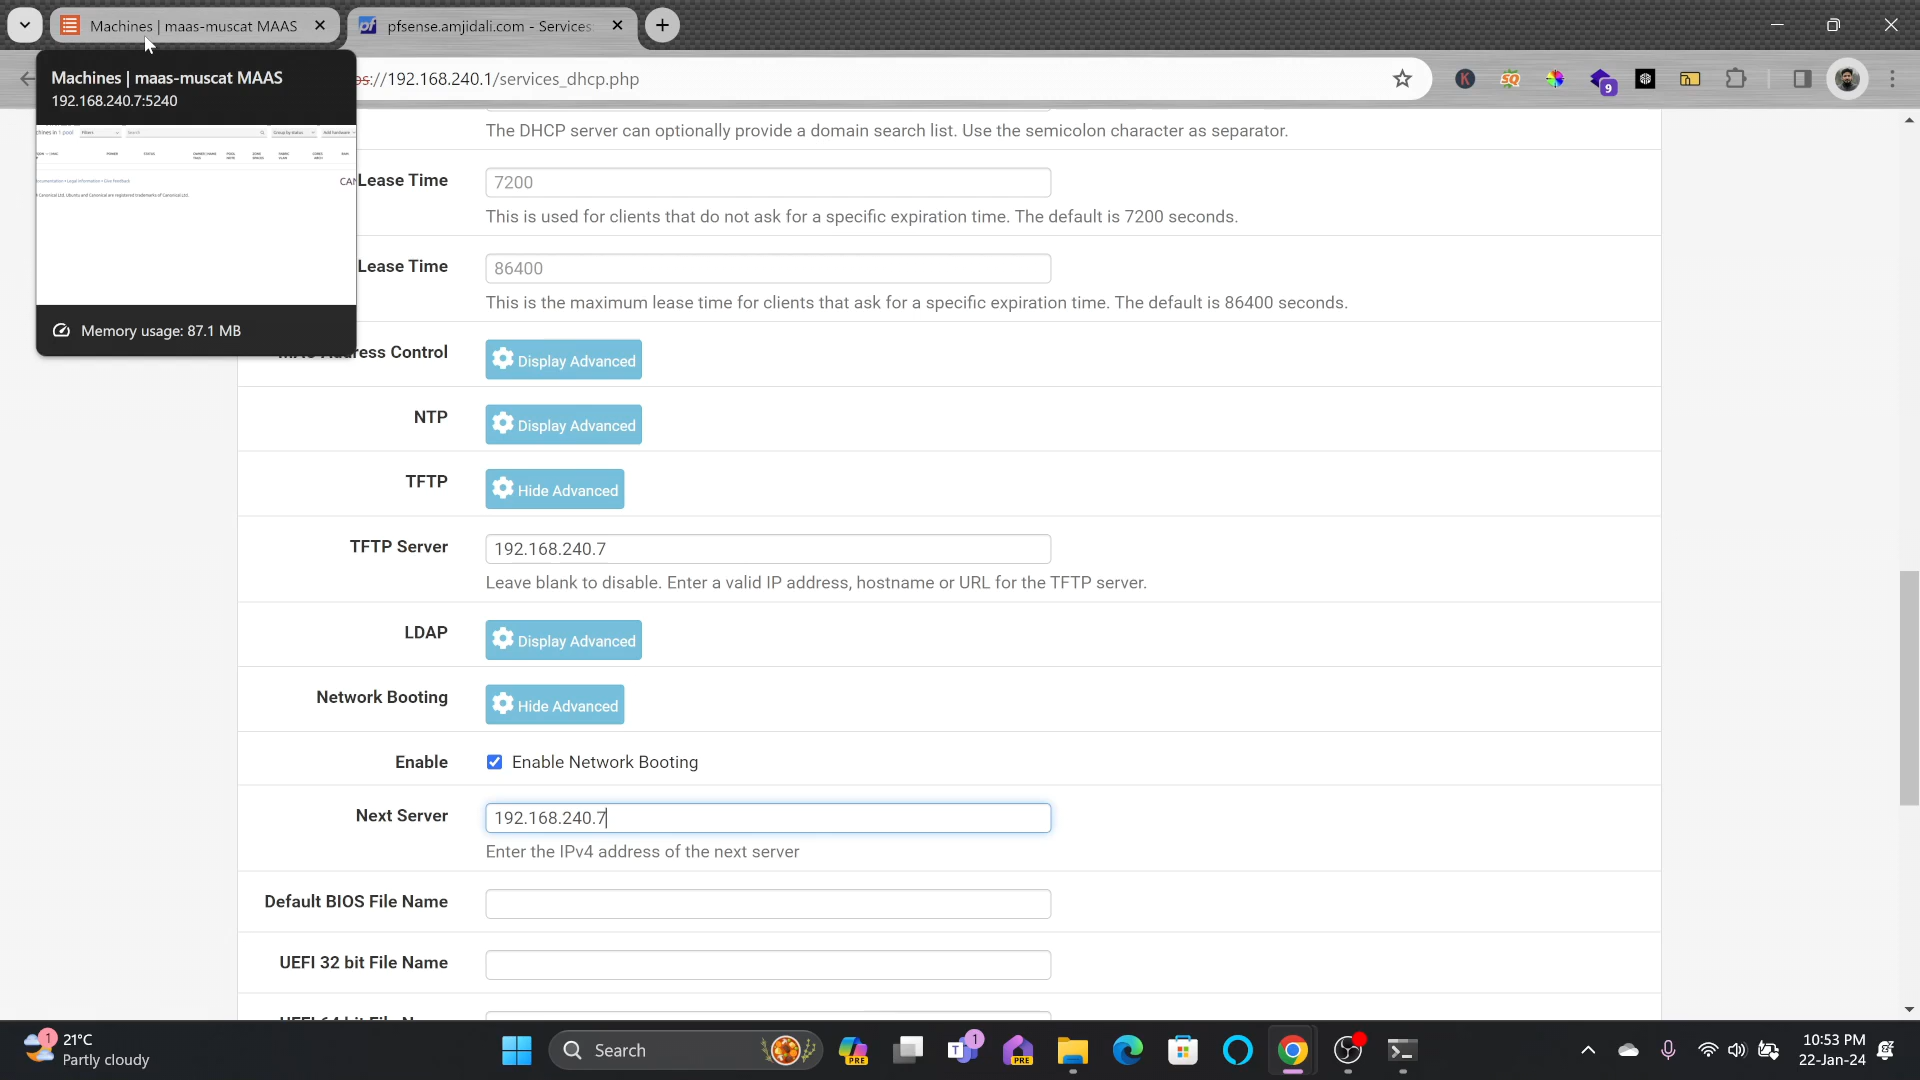 Machines | maas-muscat MAAS
pfsense.amjidali.com - Services:
Machines | maas-muscat MAAS
192.168.240.7:5240
://192.168.240.1/services_dhcp.php
9
The DHCP server can optionally provide a domain search list. Use the semicolon character as separator.
Lease Time
7200
This is used for clients that do not ask for a specific expiration time. The default is 7200 seconds.
Lease Time
86400
This is the maximum lease time for clients that ask for a specific expiration time. The default is 86400 seconds.
Memory usage: 87.1 MB
Address Control
Display Advanced
NTP
Display Advanced
TFTP
Hide Advanced
TFTP Server
192.168.240.7
Leave blank to disable. Enter a valid IP address, hostname or URL for the TFTP server.
LDAP
Display Advanced
Network Booting
Hide Advanced
Enable
Enable Network Booting
Next Server
192.168.240.7
Enter the IPv4 address of the next server
Default BIOS File Name
UEFI 32 bit File Name
1
21°C
Partly cloudy
Search
PRE
1
PRE
10:53 PM
22-Jan-24